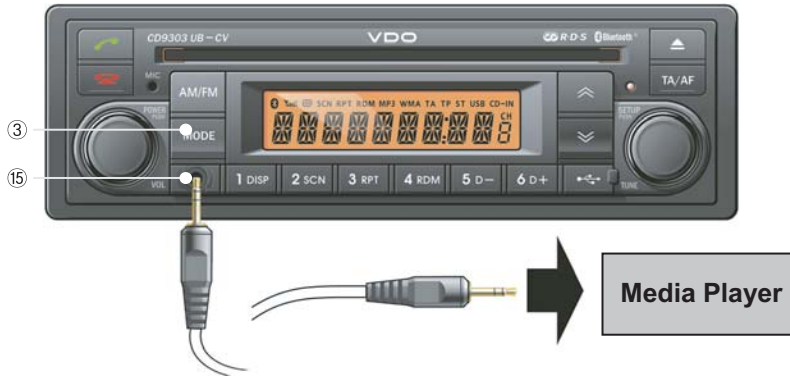 CD9303 UB-CV VDO R·D·S Bluetooth
MIC AM/FM TA/AF
SCN RPT RDM MP3 WMA TA TP ST USB CD-IN
CH
POWER PUSH SETUP PUSH
③ MODE
⑮ VOL 1 DISP 2 SCN 3 RPT 4 RDM 5 D− 6 D+ TUNE
Media Player